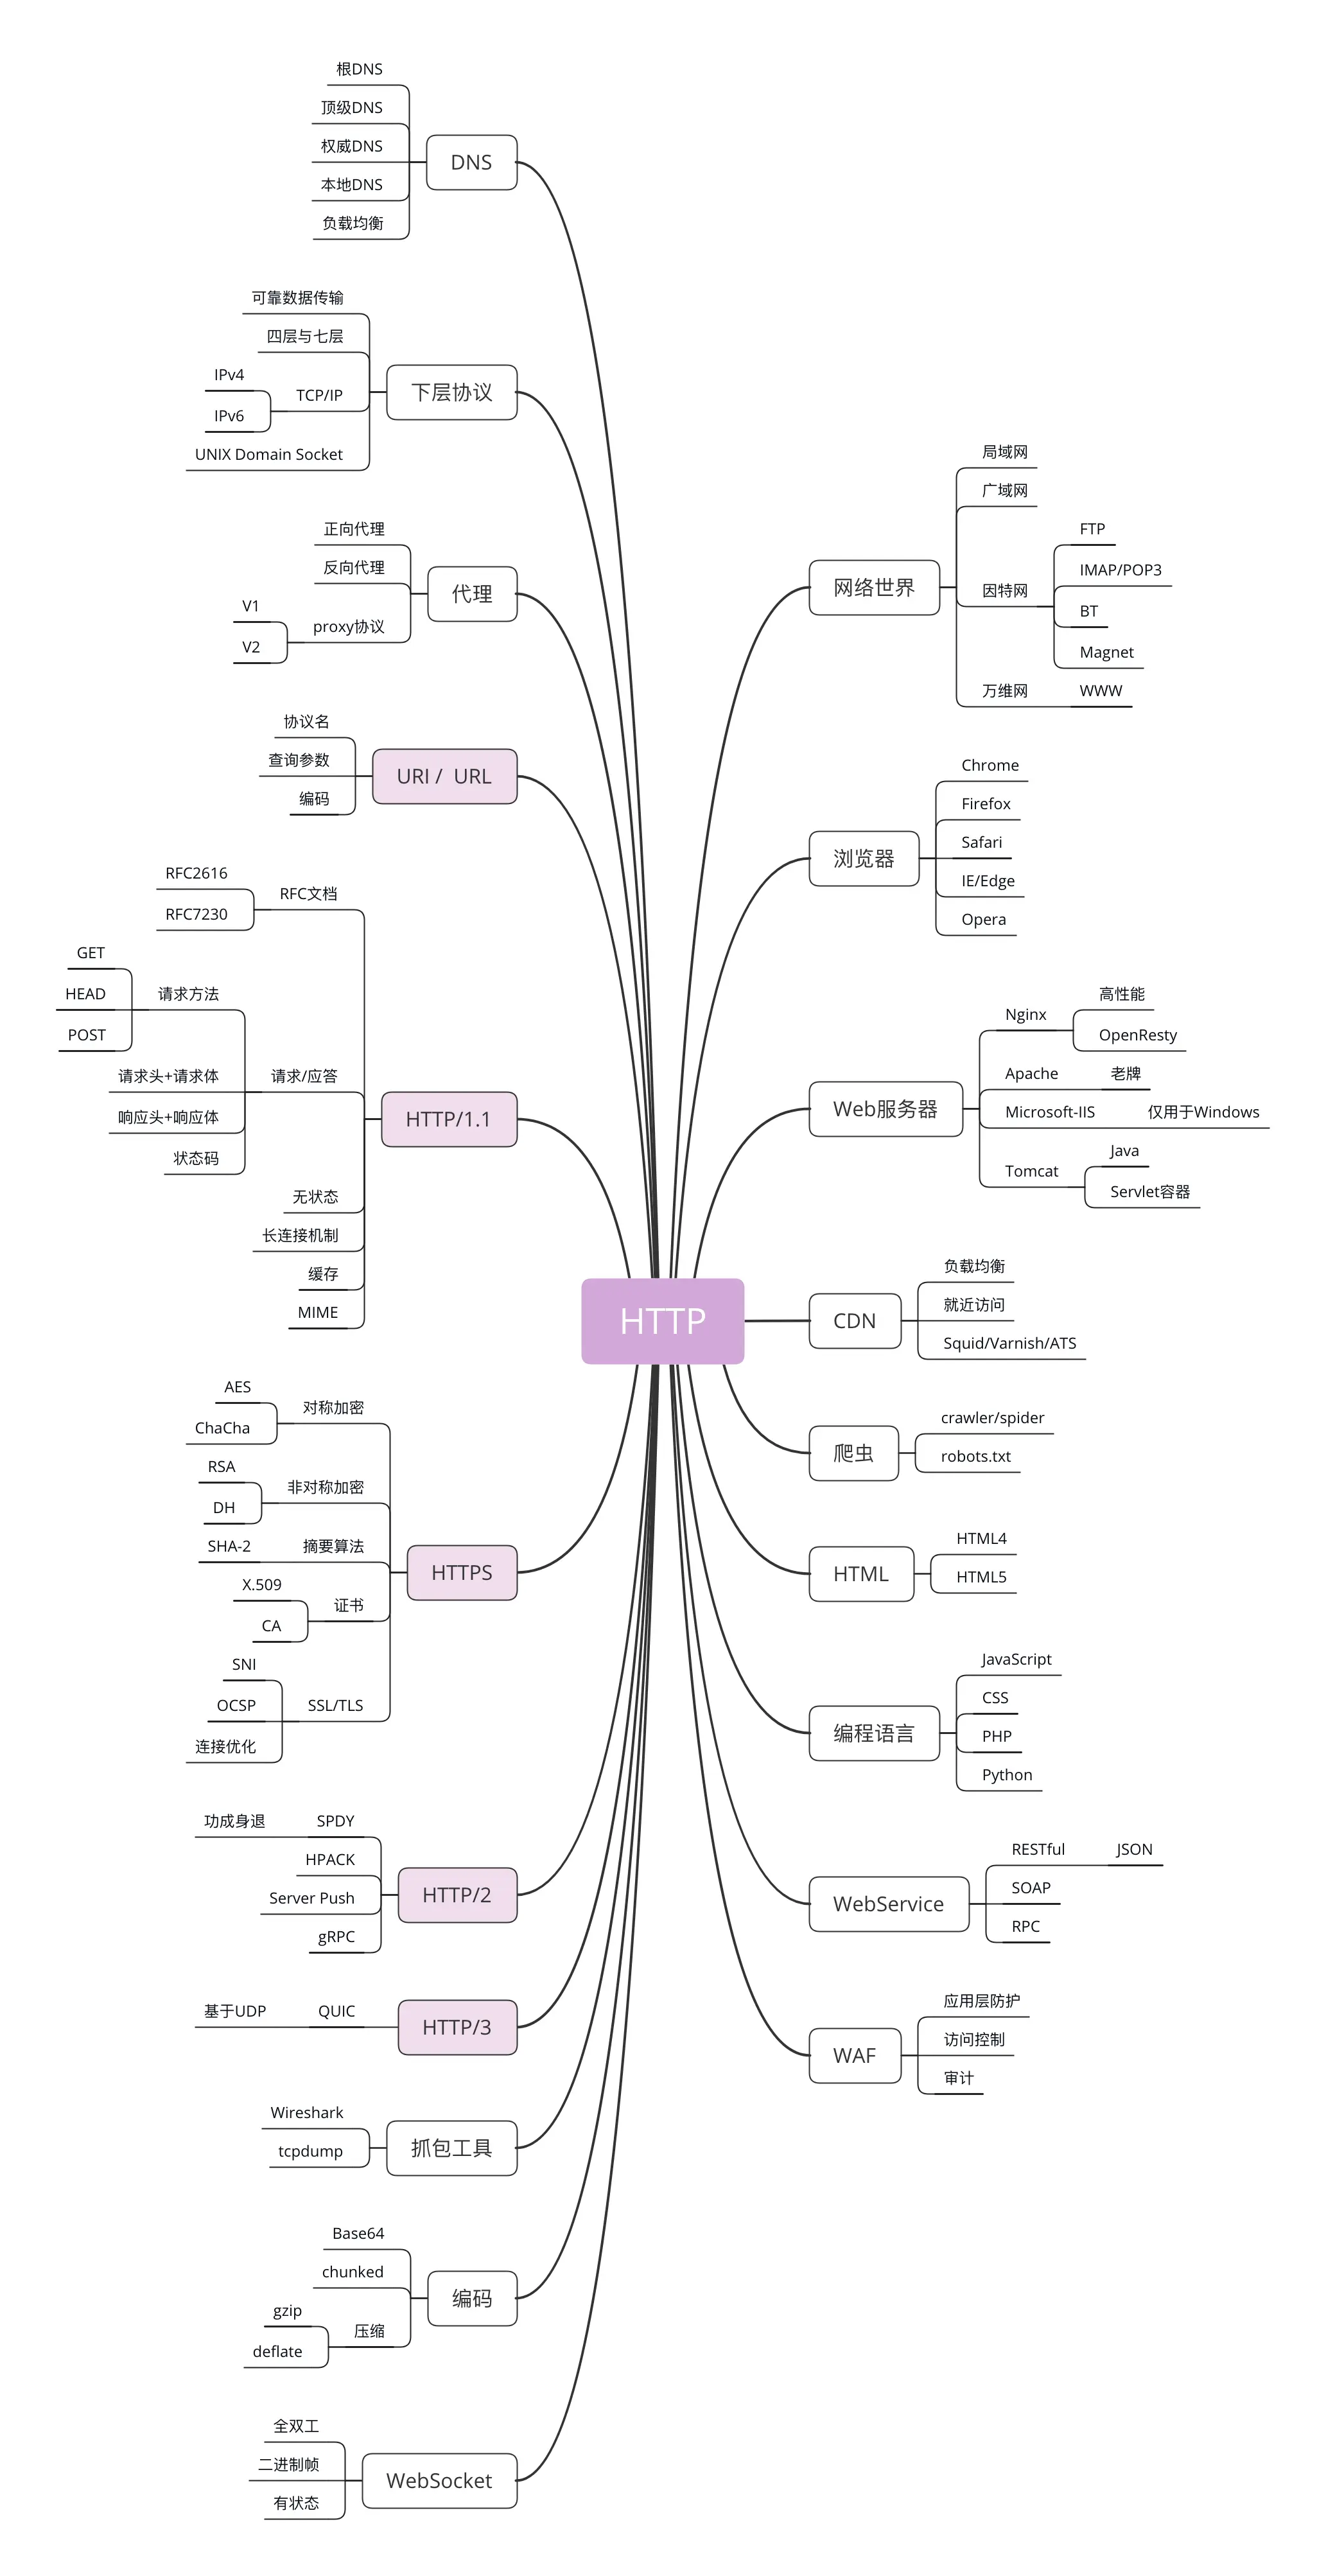 HTTP
网络世界
局域网
广域网
因特网
FTP
IMAP/POP3
BT
Magnet
万维网
WWW
浏览器
Chrome
Firefox
Safari
IE/Edge
Opera
Web服务器
Nginx
高性能
OpenResty
Apache
老牌
Microsoft-IIS
仅用于Windows
Tomcat
Java
Servlet容器
CDN
负载均衡
就近访问
Squid/Varnish/ATS
爬虫
crawler/spider
robots.txt
HTML
HTML4
HTML5
编程语言
JavaScript
CSS
PHP
Python
WebService
RESTful
JSON
SOAP
RPC
WAF
应用层防护
访问控制
审计
DNS
根DNS
顶级DNS
权威DNS
本地DNS
负载均衡
下层协议
可靠数据传输
四层与七层
TCP/IP
IPv4
IPv6
UNIX Domain Socket
代理
正向代理
反向代理
proxy协议
V1
V2
URI / URL
协议名
查询参数
编码
HTTP/1.1
RFC文档
RFC2616
RFC7230
请求/应答
请求方法
GET
HEAD
POST
请求头+请求体
响应头+响应体
状态码
无状态
长连接机制
缓存
MIME
HTTPS
对称加密
AES
ChaCha
非对称加密
RSA
DH
摘要算法
SHA-2
证书
X.509
CA
SSL/TLS
SNI
OCSP
连接优化
HTTP/2
SPDY
功成身退
HPACK
Server Push
gRPC
HTTP/3
QUIC
基于UDP
抓包工具
Wireshark
tcpdump
编码
Base64
chunked
压缩
gzip
deflate
WebSocket
全双工
二进制帧
有状态